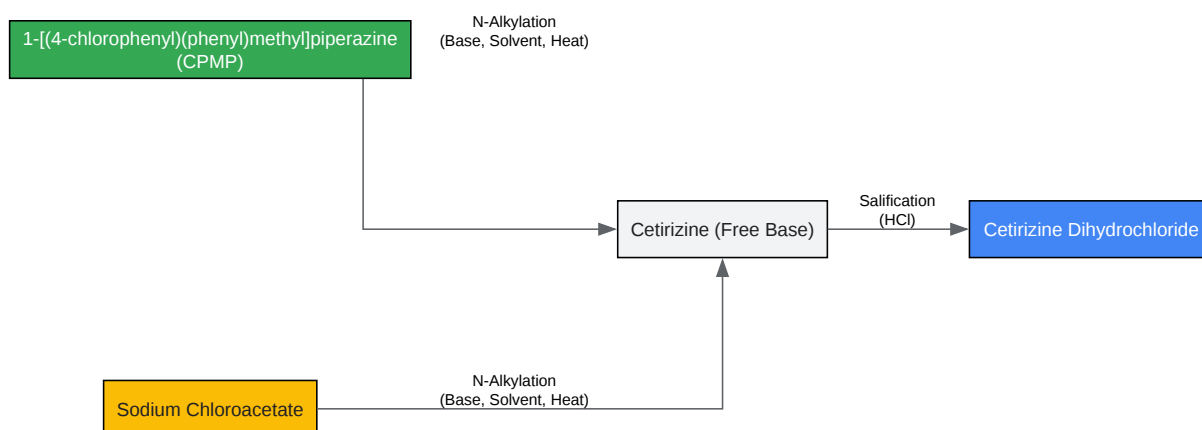 N-Alkylation
(Base, Solvent, Heat)
1-[(4-chlorophenyl)(phenyl)methyl]piperazine
(CPMP)
Salification
(HCl)
Cetirizine (Free Base)
Cetirizine Dihydrochloride
N-Alkylation
(Base, Solvent, Heat)
Sodium Chloroacetate